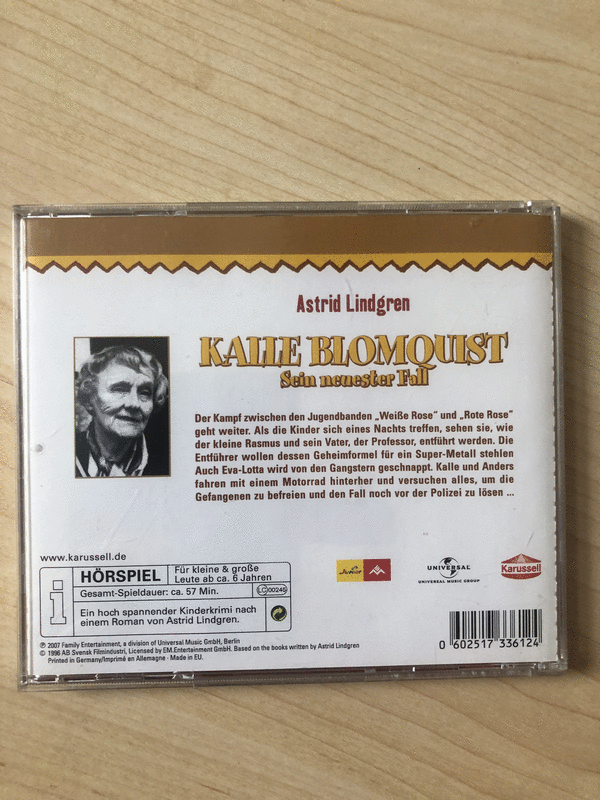 Astrid Lindgren
KALLE BLOMQUIST
Sein neuester Fall
Der Kampf zwischen den Jugendbanden „Weiße Rose" und „Rote Rose"
geht weiter. Als die Kinder sich eines Nachts treffen, sehen sie, wie
der kleine Rasmus und sein Vater, der Professor, entführt werden. Die
Entführer wollen dessen Geheimformel für ein Super-Metall stehlen
Auch Eva-Lotta wird von den Gangstern geschnappt. Kalle und Anders
fahren mit einem Motorrad hinterher und versuchen alles, um die
Gefangenen zu befreien und den Fall noch vor der Polizei zu lösen ...
www.karussell.de
i
HÖRSPIEL
Für kleine & große
Leute ab ca. 6 Jahren
Gesamt-Spieldauer: ca. 57 Min.
LC 00245
Ein hoch spannender Kinderkrimi nach
einem Roman von Astrid Lindgren.
Junior
UNIVERSAL
UNIVERSAL MUSIC GROUP
Karussell
℗ 2007 Family Entertainment, a division of Universal Music GmbH, Berlin
© 1996 AB Svensk Filmindustri, Licensed by EM.Entertainment GmbH. Based on the books written by Astrid Lindgren
Printed in Germany/Imprimé en Allemagne · Made in EU.
0 602517 336124